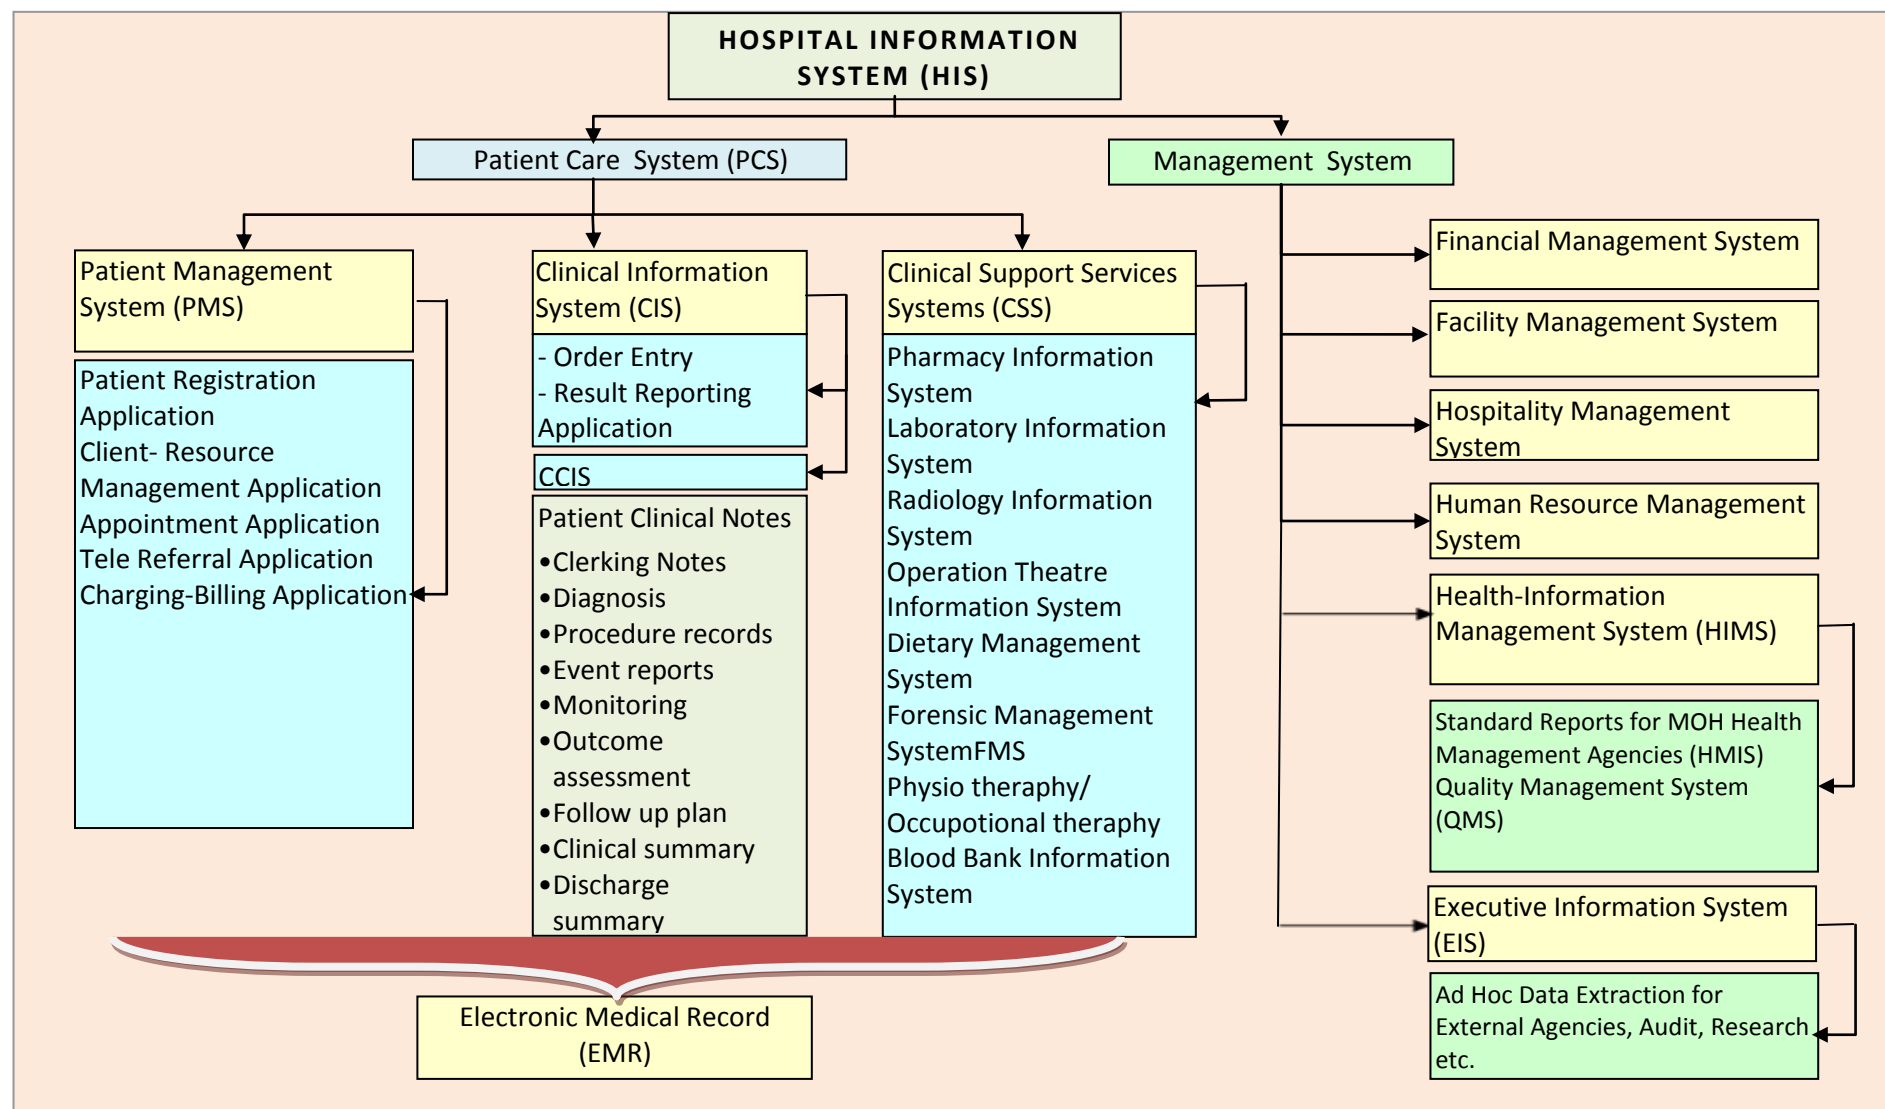 HOSPITAL INFORMATION
SYSTEM (HIS)
Patient Care System (PCS)
Management System
Patient Management
System (PMS)
Patient Registration
Application
Client- Resource
Management Application
Appointment Application
Tele Referral Application
Charging-Billing Application
Clinical Information
System (CIS)
- Order Entry
- Result Reporting
Application
CCIS
Patient Clinical Notes
•Clerking Notes
•Diagnosis
•Procedure records
•Event reports
•Monitoring
•Outcome
assessment
•Follow up plan
•Clinical summary
•Discharge
summary
Clinical Support Services
Systems (CSS)
Pharmacy Information
System
Laboratory Information
System
Radiology Information
System
Operation Theatre
Information System
Dietary Management
System
Forensic Management
SystemFMS
Physio theraphy/
Occupotional theraphy
Blood Bank Information
System
Financial Management System
Facility Management System
Hospitality Management
System
Human Resource Management
System
Health-Information
Management System (HIMS)
Standard Reports for MOH Health
Management Agencies (HMIS)
Quality Management System
(QMS)
Executive Information System
(EIS)
Ad Hoc Data Extraction for
External Agencies, Audit, Research
etc.
Electronic Medical Record
(EMR)